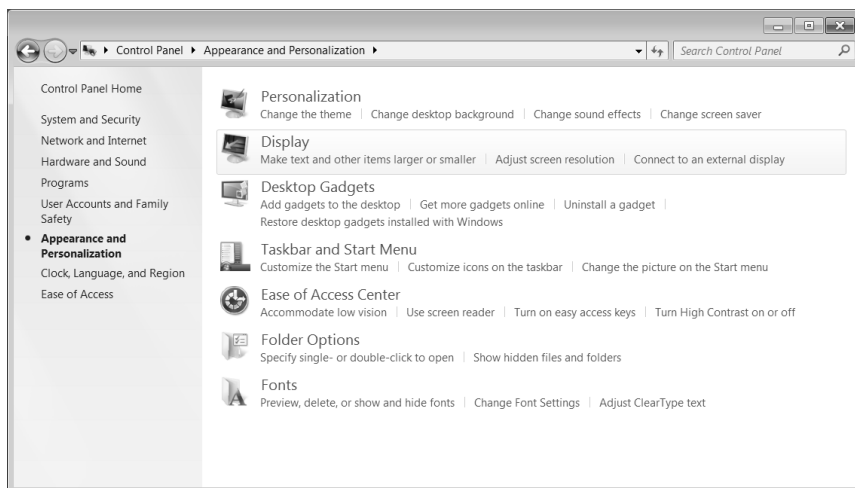 Control Panel Appearance and Personalization
Search Control Panel
Control Panel Home
System and Security
Network and Internet
Hardware and Sound
Programs
User Accounts and Family
Safety
Appearance and
Personalization
Clock, Language, and Region
Ease of Access
Personalization
Change the theme Change desktop background Change sound effects Change screen saver
Display
Make text and other items larger or smaller Adjust screen resolution Connect to an external display
Desktop Gadgets
Add gadgets to the desktop Get more gadgets online Uninstall a gadget
Restore desktop gadgets installed with Windows
Taskbar and Start Menu
Customize the Start menu Customize icons on the taskbar Change the picture on the Start menu
Ease of Access Center
Accommodate low vision Use screen reader Turn on easy access keys Turn High Contrast on or off
Folder Options
Specify single- or double-click to open Show hidden files and folders
Fonts
Preview, delete, or show and hide fonts Change Font Settings Adjust ClearType text